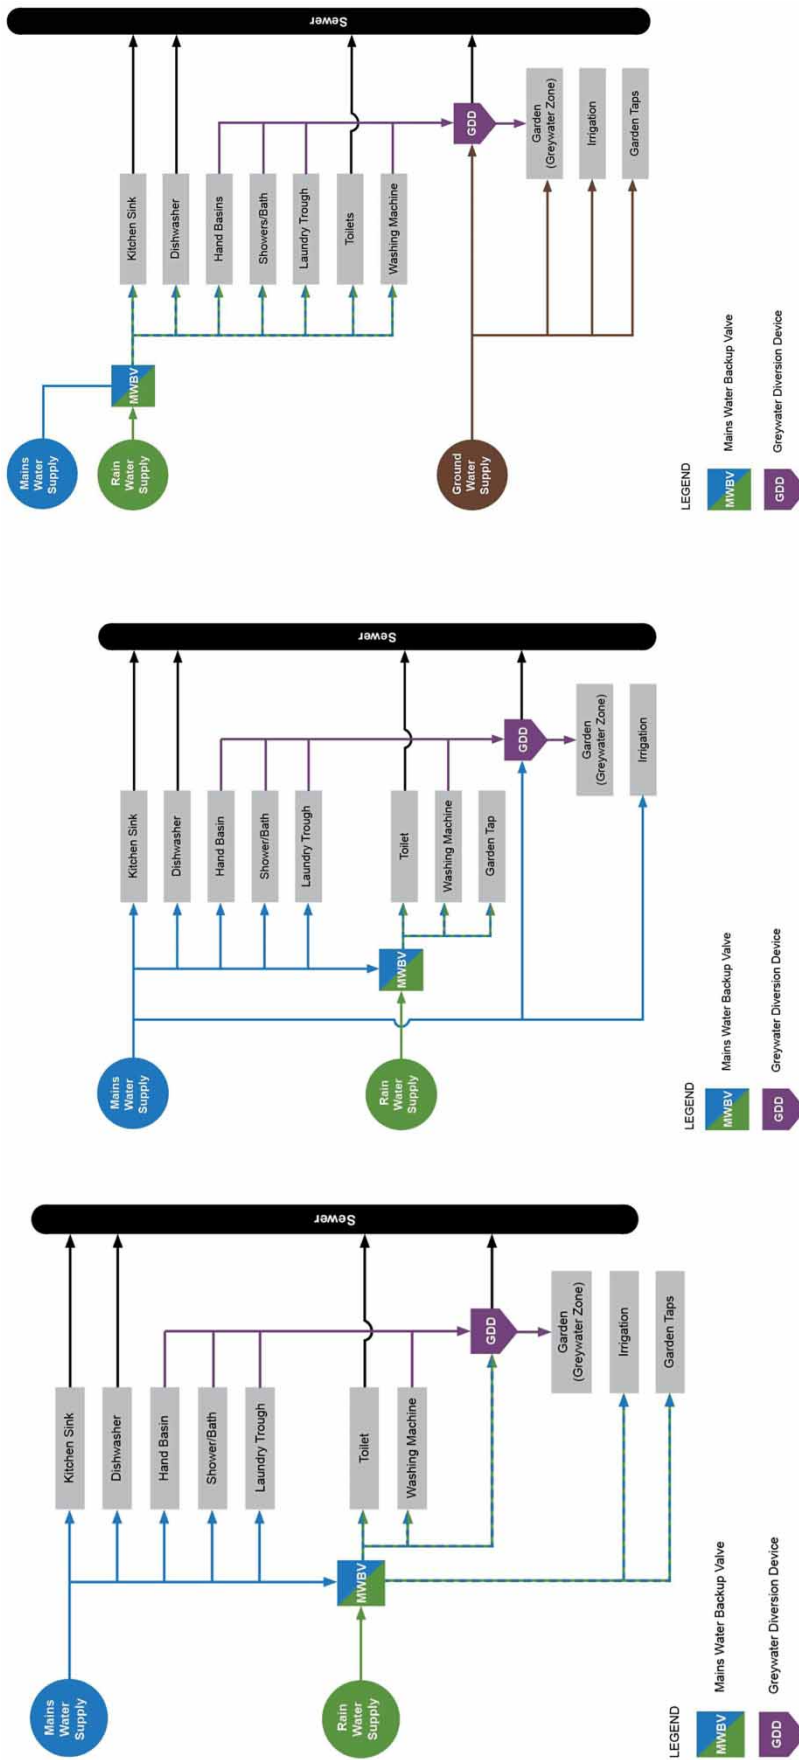 Sewer
Kitchen Sink
Dishwasher
Hand Basins
Showers/Bath
Laundry Trough
Toilets
Washing Machine
GDD
Garden
(Greywater Zone)
Irrigation
Garden Taps
MWBV
Mains
Water
Supply
Rain
Water
Supply
Ground
Water
Supply
LEGEND
MWBV
Mains Water Backup Valve
GDD
Greywater Diversion Device
Sewer
Kitchen Sink
Dishwasher
Hand Basin
Shower/Bath
Laundry Trough
Toilet
Washing Machine
Garden Tap
GDD
Garden
(Greywater Zone)
Irrigation
MWBV
Mains
Water
Supply
Rain
Water
Supply
LEGEND
MWBV
Mains Water Backup Valve
GDD
Greywater Diversion Device
Sewer
Kitchen Sink
Dishwasher
Hand Basin
Shower/Bath
Laundry Trough
Toilet
Washing Machine
GDD
Garden
(Greywater Zone)
Irrigation
Garden Taps
MWBV
Mains
Water
Supply
Rain
Water
Supply
LEGEND
MWBV
Mains Water Backup Valve
GDD
Greywater Diversion Device